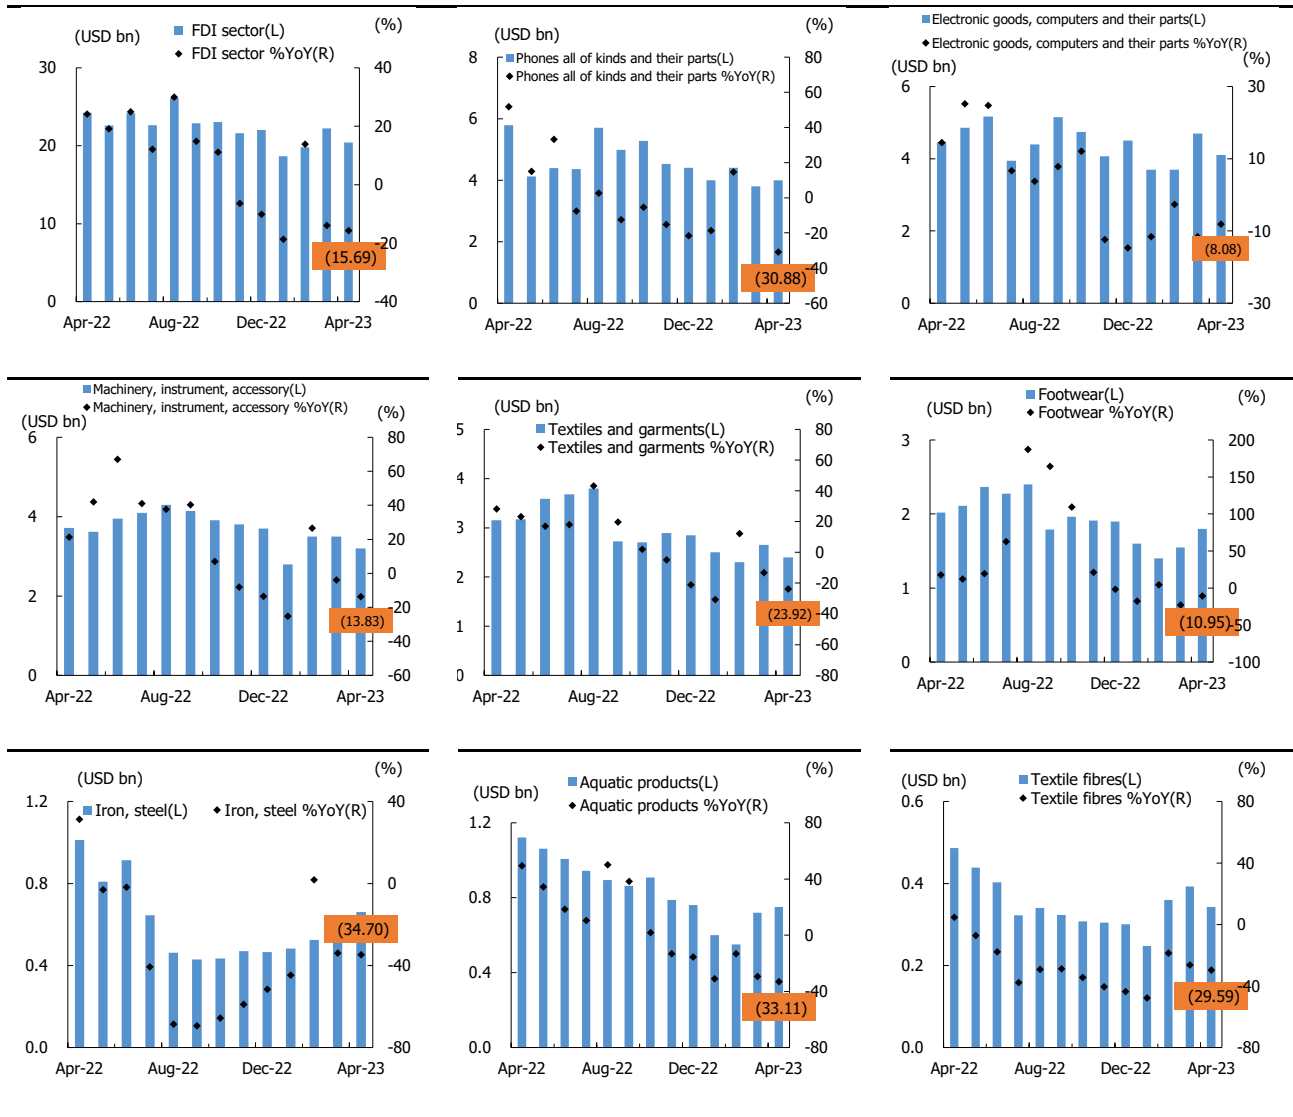 (USD bn)
FDI sector(L)
FDI sector %YoY(R)
(%)
30
20
10
0
40
20
0
-20
-40
(15.69)
Apr-22
Aug-22
Dec-22
Apr-23
(USD bn)
Phones all of kinds and their parts(L)
Phones all of kinds and their parts %YoY(R)
(%)
8
6
4
2
0
80
60
40
20
0
-20
-40
-60
(30.88)
Apr-22
Aug-22
Dec-22
Apr-23
Electronic goods, computers and their parts(L)
Electronic goods, computers and their parts %YoY(R)
(USD bn)
(%)
6
4
2
0
30
10
-10
-30
(8.08)
Apr-22
Aug-22
Dec-22
Apr-23
Machinery, instrument, accessory(L)
Machinery, instrument, accessory %YoY(R)
(USD bn)
(%)
6
4
2
0
80
60
40
20
0
-20
-40
-60
(13.83)
Apr-22
Aug-22
Dec-22
Apr-23
(USD bn)
(%)
Textiles and garments(L)
Textiles and garments %YoY(R)
5
4
3
2
1
0
80
60
40
20
0
-20
-40
-60
-80
(23.92)
Apr-22
Aug-22
Dec-22
Apr-23
Footwear(L)
Footwear %YoY(R)
(USD bn)
(%)
3
2
1
0
200
150
100
50
0
-50
-100
(10.95)
Apr-22
Aug-22
Dec-22
Apr-23
(USD bn)
(%)
Iron, steel(L)
Iron, steel %YoY(R)
1.2
0.8
0.4
0.0
40
0
-40
-80
(34.70)
Apr-22
Aug-22
Dec-22
Apr-23
(USD bn)
Aquatic products(L)
Aquatic products %YoY(R)
(%)
1.2
0.8
0.4
0.0
80
40
0
-40
-80
(33.11)
Apr-22
Aug-22
Dec-22
Apr-23
(USD bn)
Textile fibres(L)
Textile fibres %YoY(R)
(%)
0.6
0.4
0.2
0.0
80
40
0
-40
-80
(29.59)
Apr-22
Aug-22
Dec-22
Apr-23